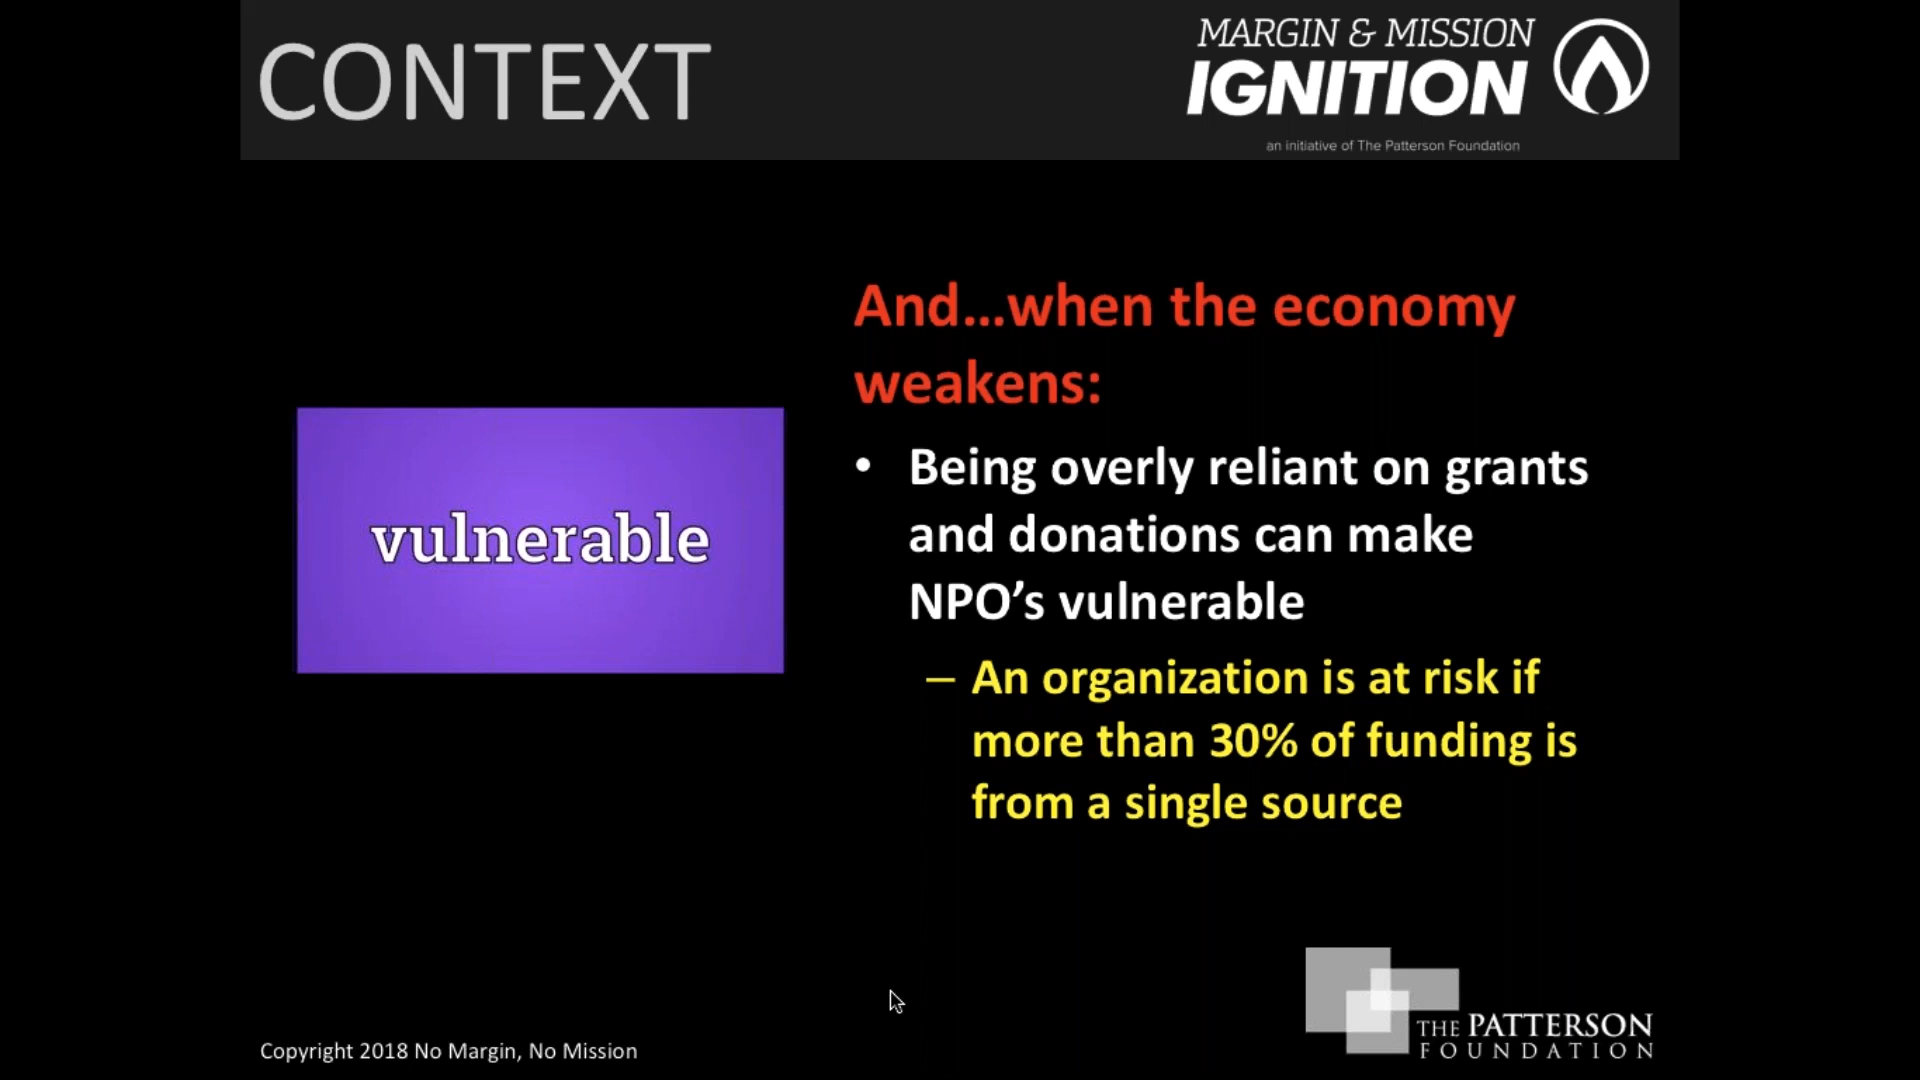 CONTEXT
MARGIN & MISSION
IGNITION
an initiative of The Patterson Foundation
And...when the economy
weakens:
vulnerable
• Being overly reliant on grants
and donations can make
NPO’s vulnerable
– An organization is at risk if
more than 30% of funding is
from a single source
THE PATTERSON
FOUNDATION
Copyright 2018 No Margin, No Mission